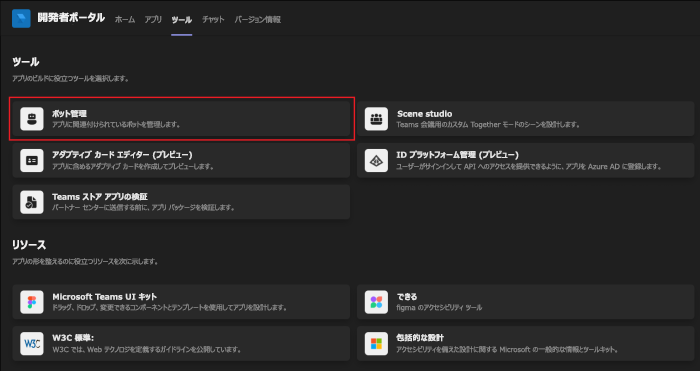 開発者ポータル ホーム アプリ ツール チャット バージョン情報
ツール
アプリのビルドに役立つツールを選択します。
ボット管理
アプリに関連付けられているボットを管理します。
Scene studio
Teams 会議用のカスタム Together モードのシーンを設計します。
アダプティブ カード エディター (プレビュー)
アプリに含めるアダプティブ カードを作成してプレビューします。
ID プラットフォーム管理 (プレビュー)
ユーザーがサインインして API へのアクセスを提供できるように、アプリを Azure AD に登録します。
Teams ストア アプリの検証
パートナー センターに送信する前に、アプリ パッケージを検証します。
リソース
アプリの形を整えるのに役立つリソースを次に示します。
Microsoft Teams UI キット
ドラッグ、ドロップ、変更できるコンポーネントとテンプレートを使用してアプリを設計します。
できる
figma のアクセシビリティ ツール
W3C
W3C 標準:
W3C では、Web テクノロジを定義するガイドラインを公開しています。
包括的な設計
アクセシビリティを備えた設計に関する Microsoft の一般的な情報とツールキット。